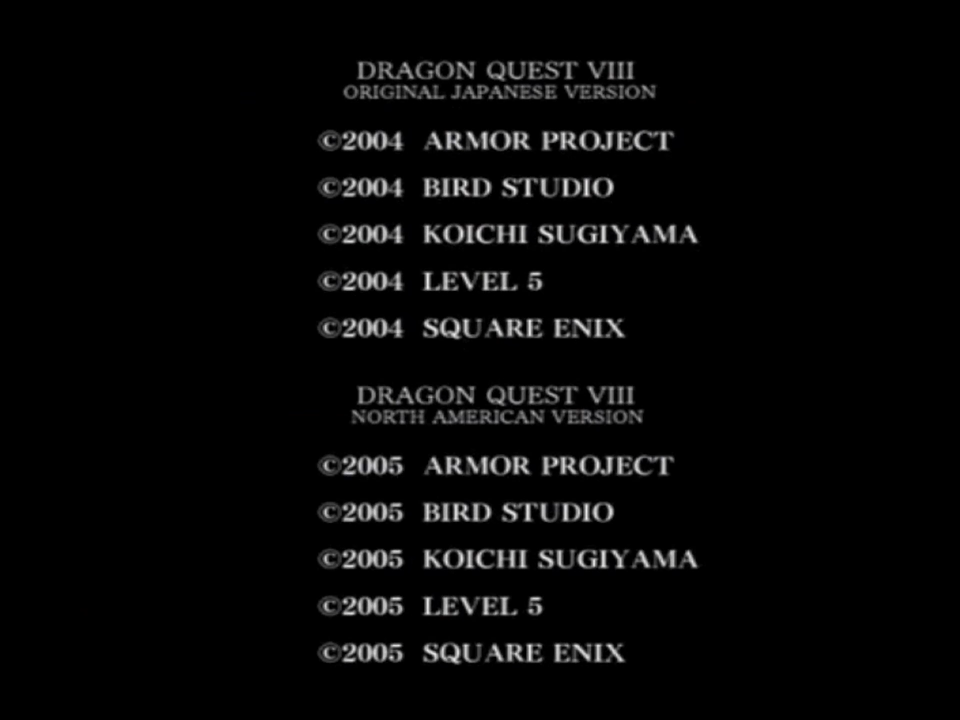 DRAGON QUEST VIII
ORIGINAL JAPANESE VERSION
©2004 ARMOR PROJECT
©2004 BIRD STUDIO
©2004 KOICHI SUGIYAMA
©2004 LEVEL 5
©2004 SQUARE ENIX
DRAGON QUEST VIII
NORTH AMERICAN VERSION
©2005 ARMOR PROJECT
©2005 BIRD STUDIO
©2005 KOICHI SUGIYAMA
©2005 LEVEL 5
©2005 SQUARE ENIX